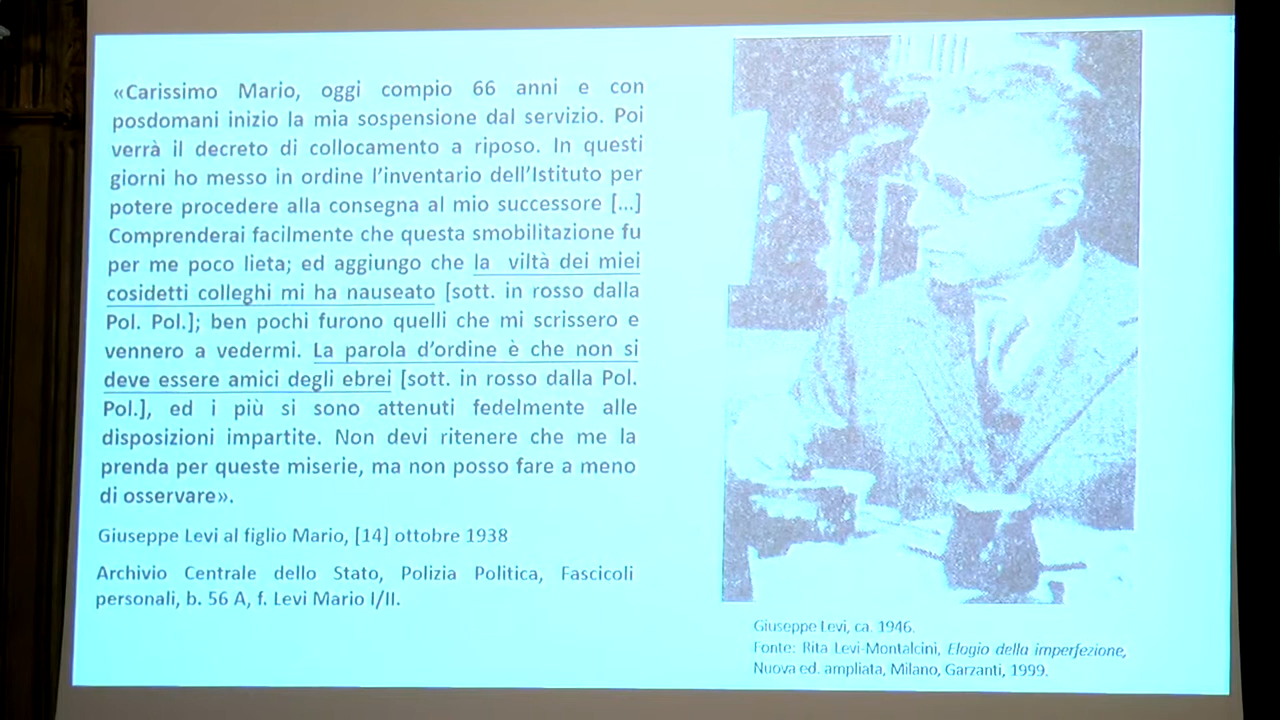 «Carissimo Mario, oggi compio 66 anni e con
posdomani inizio la mia sospensione dal servizio. Poi
verrà il decreto di collocamento a riposo. In questi
giorni ho messo in ordine l’inventario dell’Istituto per
potere procedere alla consegna al mio successore [...]
Comprenderai facilmente che questa smobilitazione fu
per me poco lieta; ed aggiungo che la viltà dei miei
cosidetti colleghi mi ha nauseato [sott. in rosso dalla
Pol. Pol.]; ben pochi furono quelli che mi scrissero e
vennero a vedermi. La parola d’ordine è che non si
deve essere amici degli ebrei [sott. in rosso dalla Pol.
Pol.], ed i più si sono attenuti fedelmente alle
disposizioni impartite. Non devi ritenere che me la
prenda per queste miserie, ma non posso fare a meno
di osservare».
Giuseppe Levi al figlio Mario, [14] ottobre 1938
Archivio Centrale dello Stato, Polizia Politica, Fascicoli
personali, b. 56 A, f. Levi Mario I/II.
Giuseppe Levi, ca. 1946.
Fonte: Rita Levi-Montalcini, Elogio della imperfezione,
Nuova ed. ampliata, Milano, Garzanti, 1999.